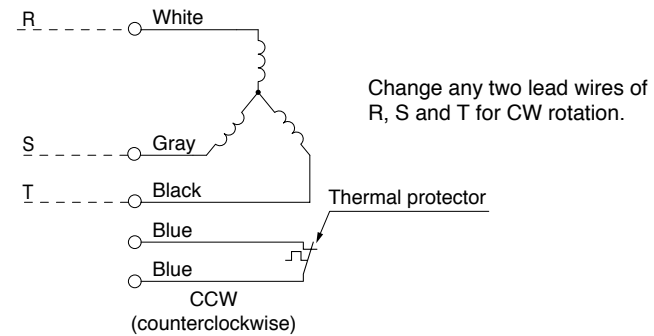 R White
Change any two lead wires of
R, S and T for CW rotation.
S Gray
T Black
Thermal protector
Blue
Blue
CCW
(counterclockwise)